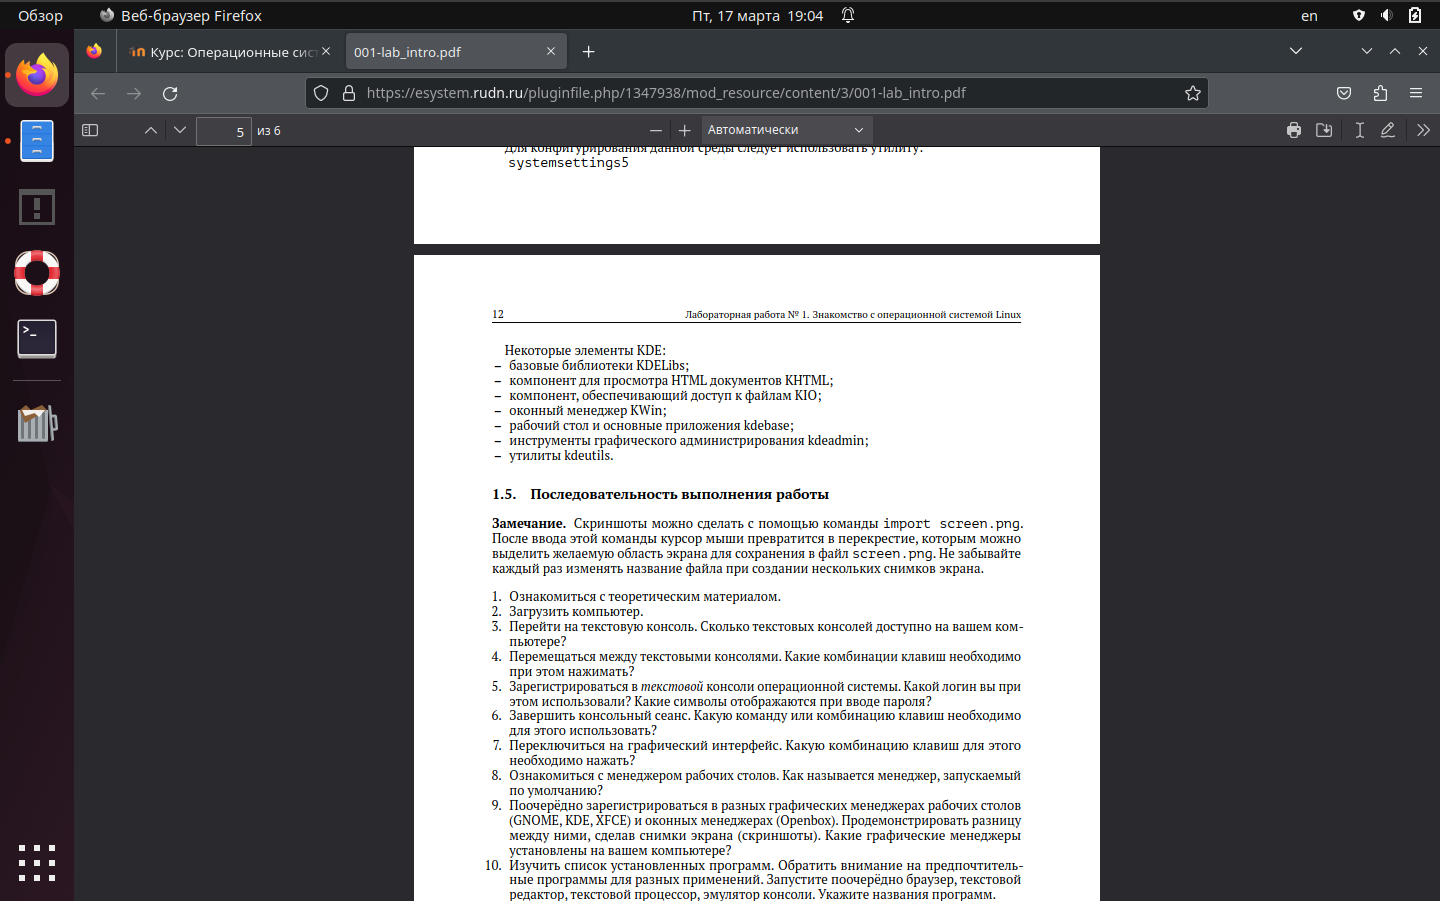 Обзор
Веб-браузер Firefox
Пт, 17 марта 19:04
en
Курс: Операционные сис
001-lab_intro.pdf
https://esystem.rudn.ru/pluginfile.php/1347938/mod_resource/content/3/001-lab_intro.pdf
5 из 6
Автоматически
Для конфигурирования данной среды следует использовать утилиту:
systemsettings5
12 Лабораторная работа № 1. Знакомство с операционной системой Linux
Некоторые элементы KDE:
– базовые библиотеки KDELibs;
– компонент для просмотра HTML документов KHTML;
– компонент, обеспечивающий доступ к файлам KIO;
– оконный менеджер KWin;
– рабочий стол и основные приложения kdebase;
– инструменты графического администрирования kdeadmin;
– утилиты kdeutils.
1.5. Последовательность выполнения работы
Замечание. Скриншоты можно сделать с помощью команды import screen.png.
После ввода этой команды курсор мыши превратится в перекрестие, которым можно
выделить желаемую область экрана для сохранения в файл screen.png. Не забывайте
каждый раз изменять название файла при создании нескольких снимков экрана.
1. Ознакомиться с теоретическим материалом.
2. Загрузить компьютер.
3. Перейти на текстовую консоль. Сколько текстовых консолей доступно на вашем ком-
пьютере?
4. Перемещаться между текстовыми консолями. Какие комбинации клавиш необходимо
при этом нажимать?
5. Зарегистрироваться в текстовой консоли операционной системы. Какой логин вы при
этом использовали? Какие символы отображаются при вводе пароля?
6. Завершить консольный сеанс. Какую команду или комбинацию клавиш необходимо
для этого использовать?
7. Переключиться на графический интерфейс. Какую комбинацию клавиш для этого
необходимо нажать?
8. Ознакомиться с менеджером рабочих столов. Как называется менеджер, запускаемый
по умолчанию?
9. Поочерёдно зарегистрироваться в разных графических менеджерах рабочих столов
(GNOME, KDE, XFCE) и оконных менеджерах (Openbox). Продемонстрировать разницу
между ними, сделав снимки экрана (скриншоты). Какие графические менеджеры
установлены на вашем компьютере?
10. Изучить список установленных программ. Обратить внимание на предпочтитель-
ные программы для разных применений. Запустите поочерёдно браузер, текстовой
редактор, текстовой процессор, эмулятор консоли. Укажите названия программ.